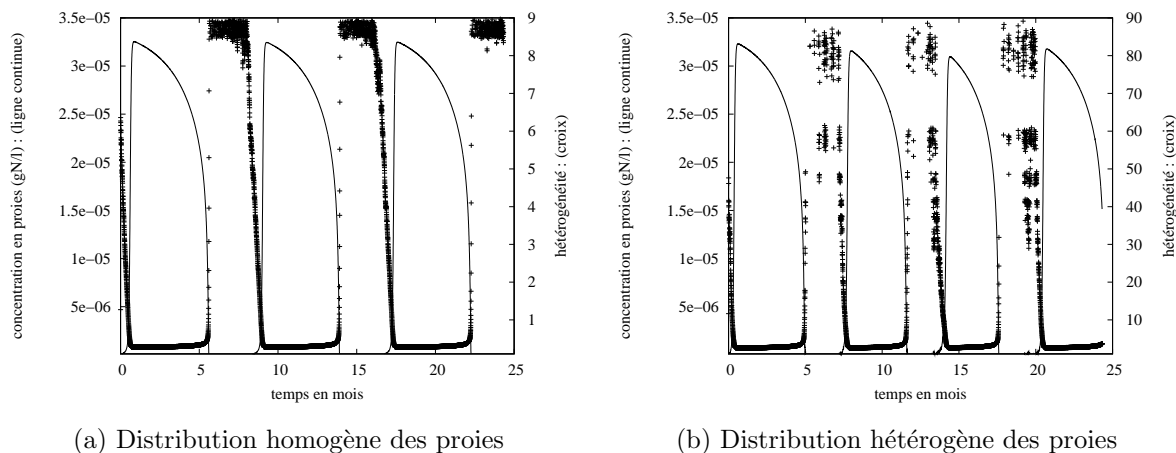 concentration en proies (gN/l) : (ligne continue)
3.5e−05
3e−05
2.5e−05
2e−05
1.5e−05
1e−05
5e−06
0
5
10
15
20
25
temps en mois
9
8
7
6
5
4
3
2
1
hétérogénéité : (croix)
(a) Distribution homogène des proies
concentration en proies (gN/l) : (ligne continue)
3.5e−05
3e−05
2.5e−05
2e−05
1.5e−05
1e−05
5e−06
0
5
10
15
20
25
temps en mois
90
80
70
60
50
40
30
20
10
hétérogénéité : (croix)
(b) Distribution hétérogène des proies